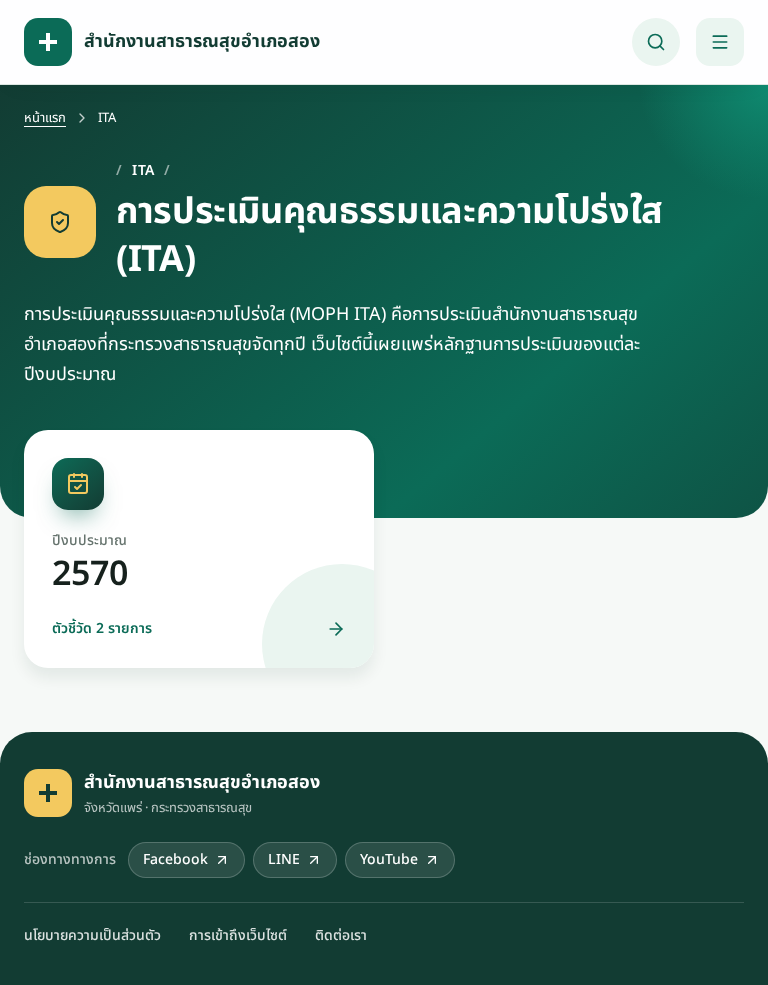 สำนักงานสาธารณสุขอำเภอสอง
หน้าแรก > ITA
/ ITA /
การประเมินคุณธรรมและความโปร่งใส
(ITA)
การประเมินคุณธรรมและความโปร่งใส (MOPH ITA) คือการประเมินสำนักงานสาธารณสุข
อำเภอสองที่กระทรวงสาธารณสุขจัดทุกปี เว็บไซต์นี้เผยแพร่หลักฐานการประเมินของแต่ละ
ปีงบประมาณ
ปีงบประมาณ
2570
ตัวชี้วัด 2 รายการ
สำนักงานสาธารณสุขอำเภอสอง
จังหวัดแพร่ · กระทรวงสาธารณสุข
ช่องทางทางการ Facebook LINE YouTube
นโยบายความเป็นส่วนตัว การเข้าถึงเว็บไซต์ ติดต่อเรา